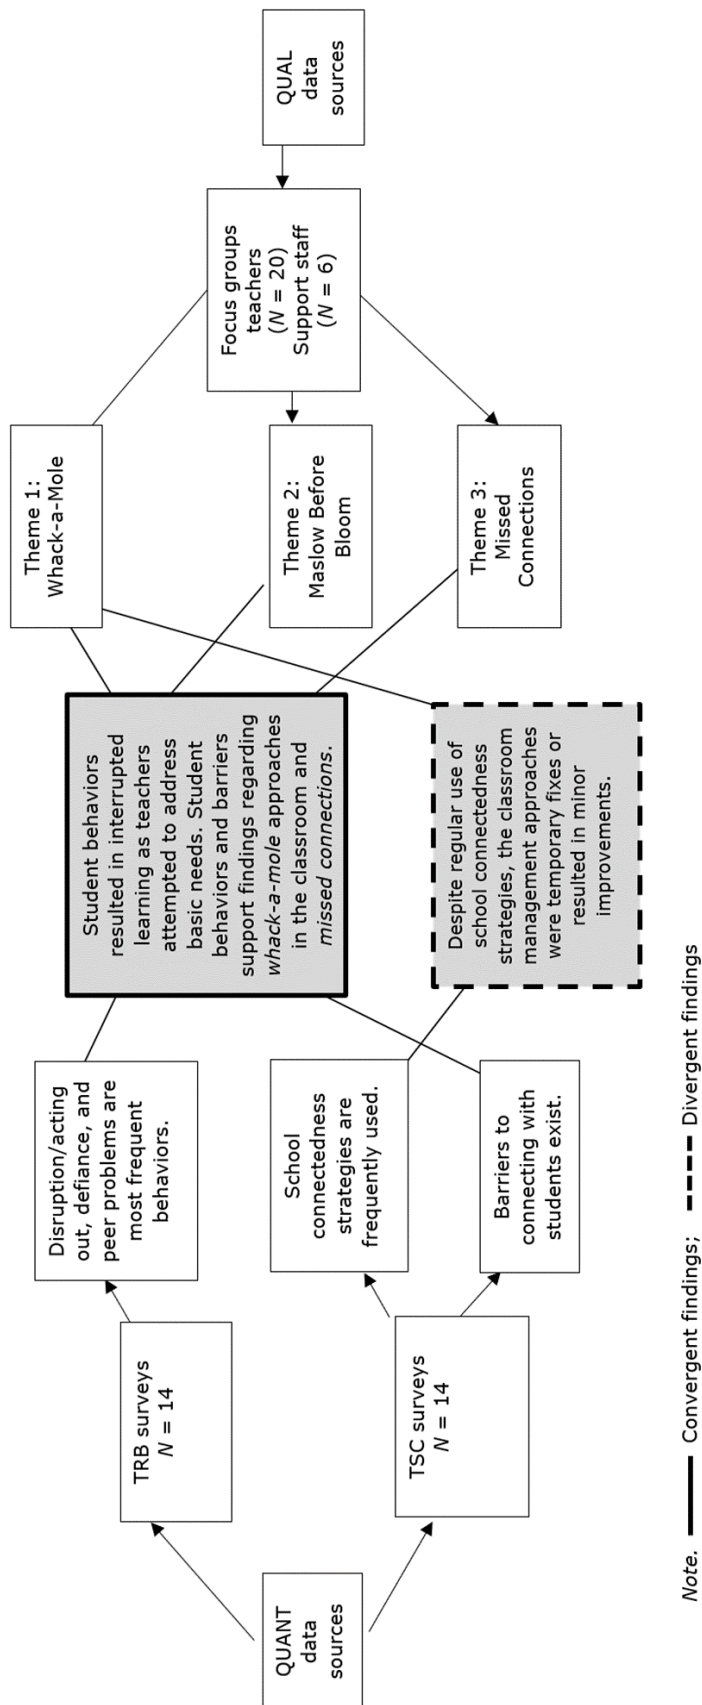 QUANT
data
sources
TRB surveys
N = 14
TSC surveys
N = 14
Disruption/acting
out, defiance, and
peer problems are
most frequent
behaviors.
School
connectedness
strategies are
frequently used.
Barriers to
connecting with
students exist.
Student behaviors
resulted in interrupted
learning as teachers
attempted to address
basic needs. Student
behaviors and barriers
support findings regarding
whack-a-mole approaches
in the classroom and
missed connections.
Despite regular use of
school connectedness
strategies, the classroom
management approaches
were temporary fixes or
resulted in minor
improvements.
Theme 1:
Whack-a-Mole
Theme 2:
Maslow Before
Bloom
Theme 3:
Missed
Connections
Focus groups
teachers
(N = 20)
Support staff
(N = 6)
QUAL
data
sources
Note. Convergent findings; Divergent findings